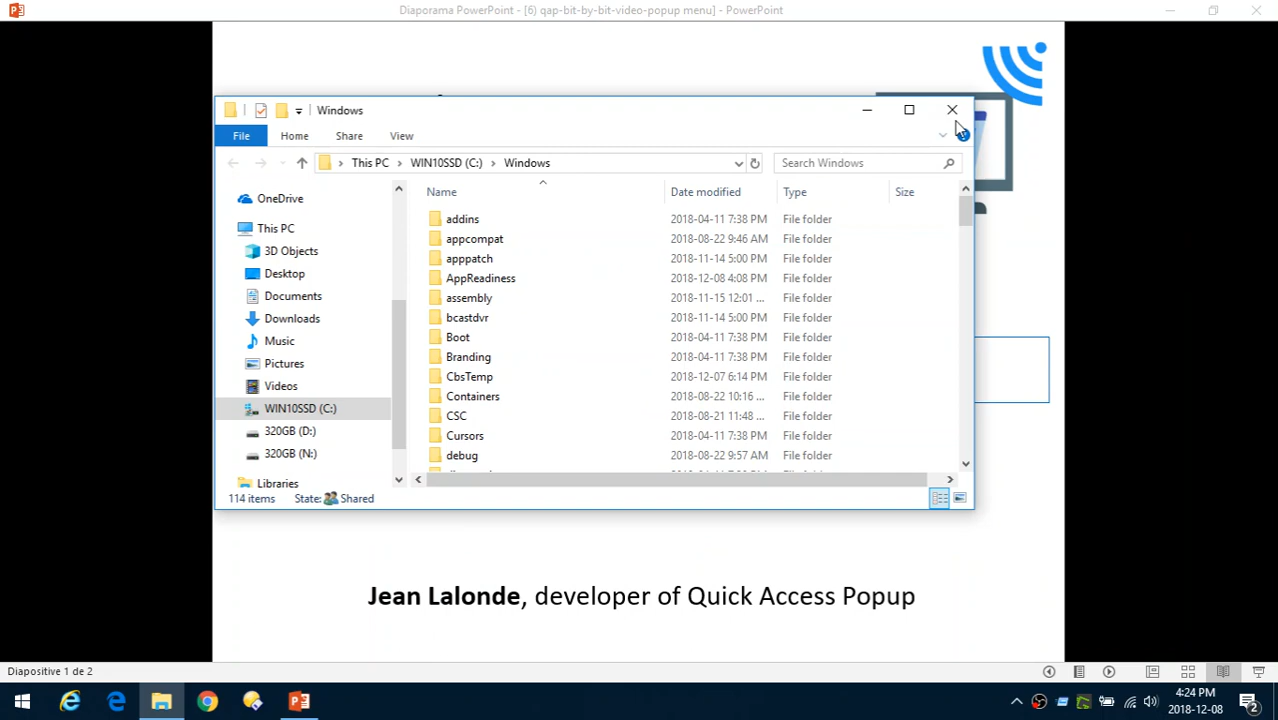 Diaporama PowerPoint - [6) qap-bit-by-bit-video-popup menu] - PowerPoint
Windows
File Home Share View
This PC WIN10SSD (C:) Windows
Search Windows
OneDrive
This PC
3D Objects
Desktop
Documents
Downloads
Music
Pictures
Videos
WIN10SSD (C:)
320GB (D:)
320GB (N:)
Libraries
Name Date modified Type Size
addins 2018-04-11 7:38 PM File folder
appcompat 2018-08-22 9:46 AM File folder
apppatch 2018-11-14 5:00 PM File folder
AppReadiness 2018-12-08 4:08 PM File folder
assembly 2018-11-15 12:01 ... File folder
bcastdvr 2018-11-14 5:00 PM File folder
Boot 2018-04-11 7:38 PM File folder
Branding 2018-04-11 7:38 PM File folder
CbsTemp 2018-12-07 6:14 PM File folder
Containers 2018-08-22 10:16 ... File folder
CSC 2018-08-21 11:48 ... File folder
Cursors 2018-04-11 7:38 PM File folder
debug 2018-08-22 9:57 AM File folder
114 items State: Shared
Jean Lalonde, developer of Quick Access Popup
Diapositive 1 de 2
4:24 PM
2018-12-08
2